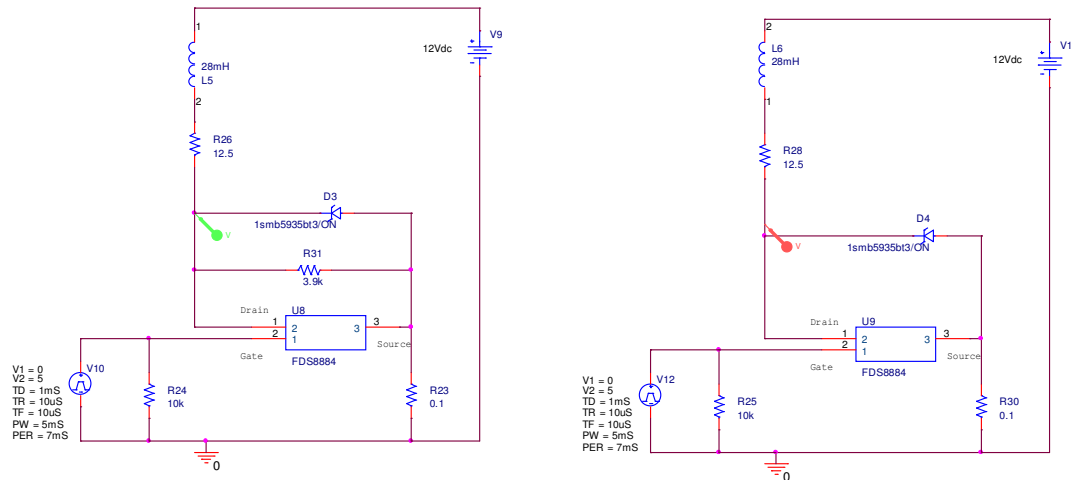 1
V9
12Vdc
28mH
L5
2
R26
12.5
D3
1smb5935bt3/ON
V
R31
3.9k
Drain
U8
1
2
3
3
2
1
Gate
Source
FDS8884
V10
V1 = 0
V2 = 5
TD = 1mS
TR = 10uS
TF = 10uS
PW = 5mS
PER = 7mS
R24
10k
R23
0.1
0
2
V1
12Vdc
L6
28mH
1
R28
12.5
D4
1smb5935bt3/ON
V
Drain
U9
1
2
3
3
2
1
Gate
Source
FDS8884
V12
V1 = 0
V2 = 5
TD = 1mS
TR = 10uS
TF = 10uS
PW = 5mS
PER = 7mS
R25
10k
R30
0.1
0